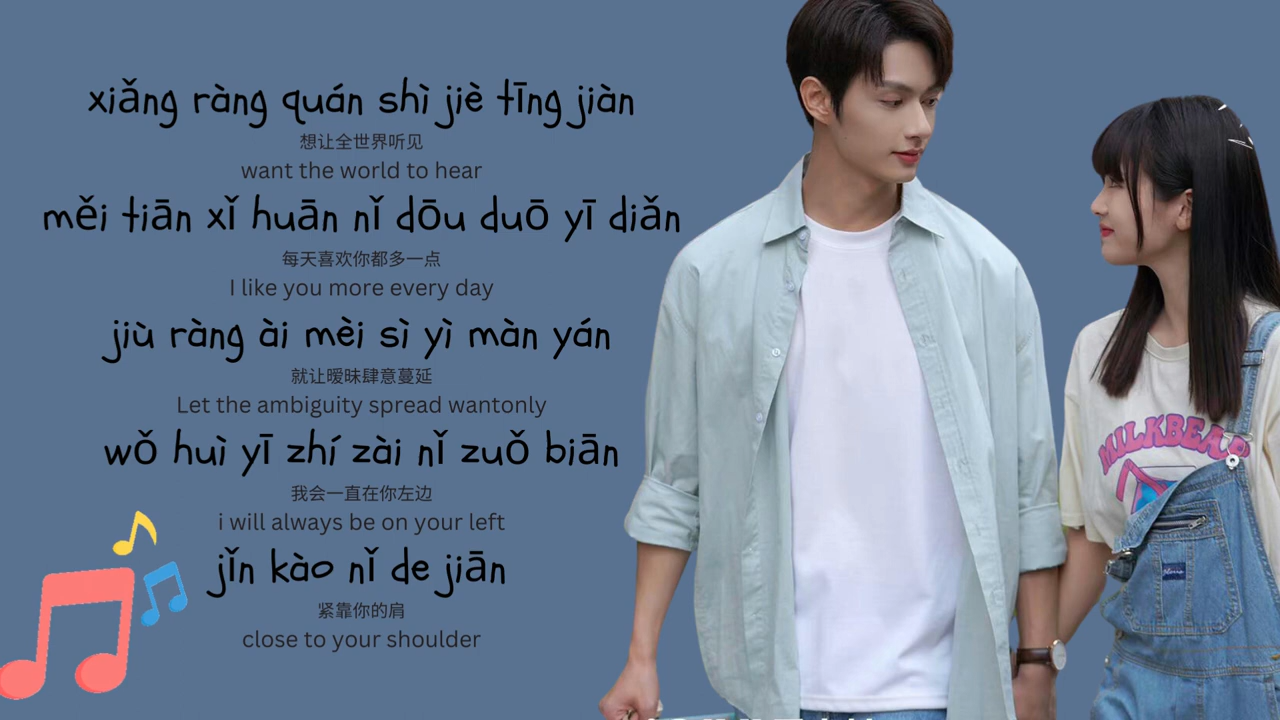 xiǎng ràng quán shì jiè tīng jiàn
想让全世界听见
want the world to hear
měi tiān xǐ huān nǐ dōu duō yī diǎn
每天喜欢你都多一点
I like you more every day
jiù ràng ài mèi sì yì màn yán
就让暧昧肆意蔓延
Let the ambiguity spread wantonly
wǒ huì yī zhí zài nǐ zuǒ biān
我会一直在你左边
i will always be on your left
jǐn kào nǐ de jiān
紧靠你的肩
close to your shoulder